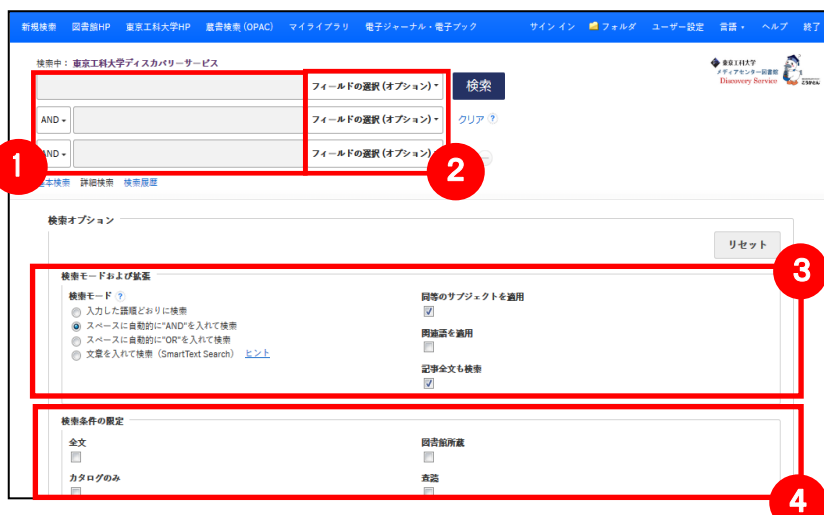 新規検索 図書館HP 東京工科大学HP 蔵書検索(OPAC) マイライブラリ 電子ジャーナル・電子ブック サインイン フォルダ ユーザー設定 言語 ヘルプ 終了
検索中: 東京工科大学ディスカバリーサービス
東京工科大学
メディアセンター図書館
Discovery Service
フィールドの選択 (オプション)
検索
AND
フィールドの選択 (オプション)
クリア ?
AND
フィールドの選択 (オプション)
1
2
基本検索 詳細検索 検索履歴
検索オプション
リセット
3
検索モードおよび拡張
検索モード ?
同等のサブジェクトを適用
入力した語順どおりに検索
スペースに自動的に"AND"を入れて検索
関連語を適用
スペースに自動的に"OR"を入れて検索
文章を入れて検索 (SmartText Search) ヒント
記事全文も検索
検索条件の限定
全文
図書館所蔵
カタログのみ
査読
4